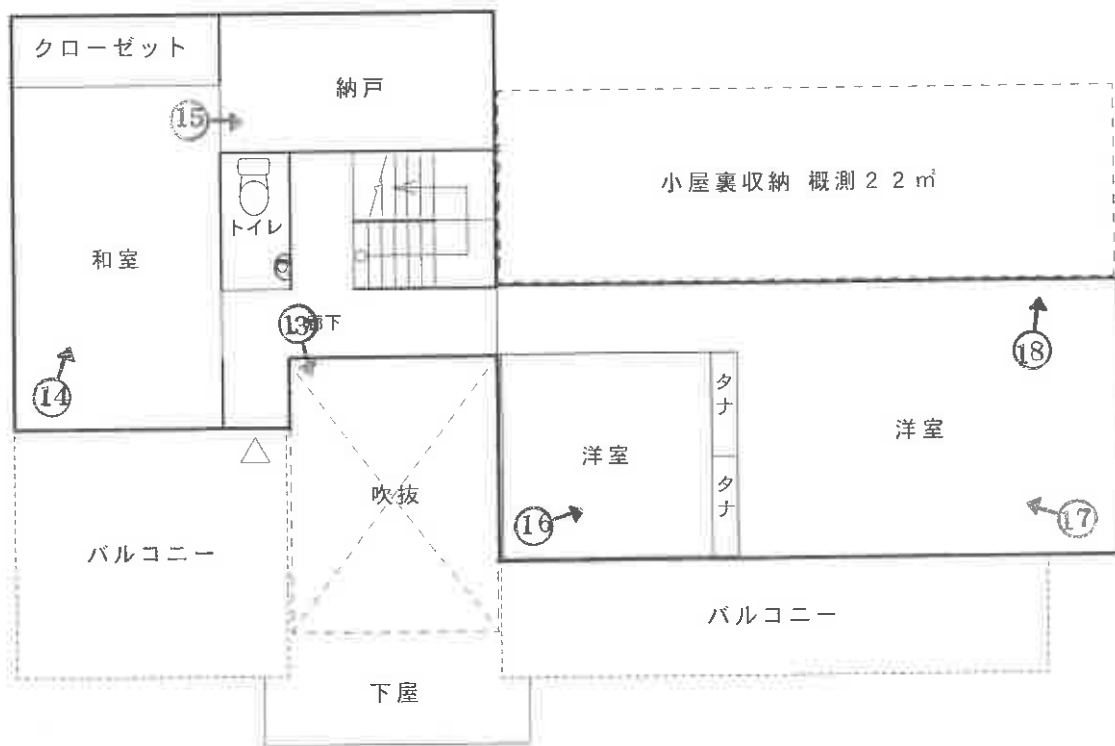 クローゼット
納戸
⑮
小屋裏収納 概測22㎡
トイレ
和室
⑬
廊下
⑱
⑭
タナ
洋室
洋室
タナ
吹抜
⑯
⑰
バルコニー
バルコニー
下屋